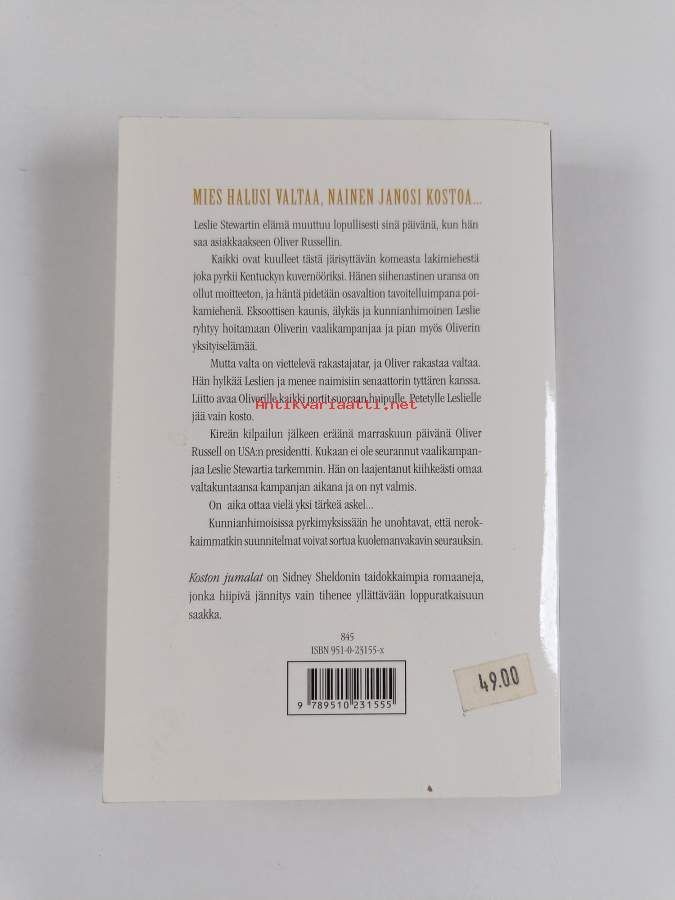 MIES HALUSI VALTAA, NAINEN JANOSI KOSTOA...
Leslie Stewartin elämä muuttuu lopullisesti sinä päivänä, kun hän
saa asiakkaakseen Oliver Russellin.
Kaikki ovat kuulleet tästä järisyttävän komeasta lakimiehestä
joka pyrkii Kentuckyn kuvernööriksi. Hänen siihenastinen uransa on
ollut moitteeton, ja häntä pidetään osavaltion tavoitelluimpana poi-
kamiehenä. Eksoottisen kaunis, älykäs ja kunnianhimoinen Leslie
ryhtyy hoitamaan Oliverin vaalikampanjaa ja pian myös Oliverin
yksityiselämää.
Mutta valta on viettelevä rakastajatar, ja Oliver rakastaa valtaa.
Hän hylkää Leslien ja menee naimisiin senaattorin tyttären kanssa.
Liitto avaa Oliverille kaikki portit suoraan huipulle. Petetylle Leslielle
Antikvariaatti.net
jää vain kosto.
Kireän kilpailun jälkeen eräänä marraskuun päivänä Oliver
Russell on USA:n presidentti. Kukaan ei ole seurannut vaalikampan-
jaa Leslie Stewartia tarkemmin. Hän on laajentanut kiihkeästi omaa
valtakuntaansa kampanjan aikana ja on nyt valmis.
On aika ottaa vielä yksi tärkeä askel...
Kunnianhimoisissa pyrkimyksissään he unohtavat, että nerok-
kaimmatkin suunnitelmat voivat sortua kuolemanvakavin seurauksin.
Koston jumalat on Sidney Sheldonin taidokkaimpia romaaneja,
jonka hiipivä jännitys vain tihenee yllättävään loppuratkaisuun
saakka.
845
ISBN 951-0-23155-x
9 789510 231555
49.00